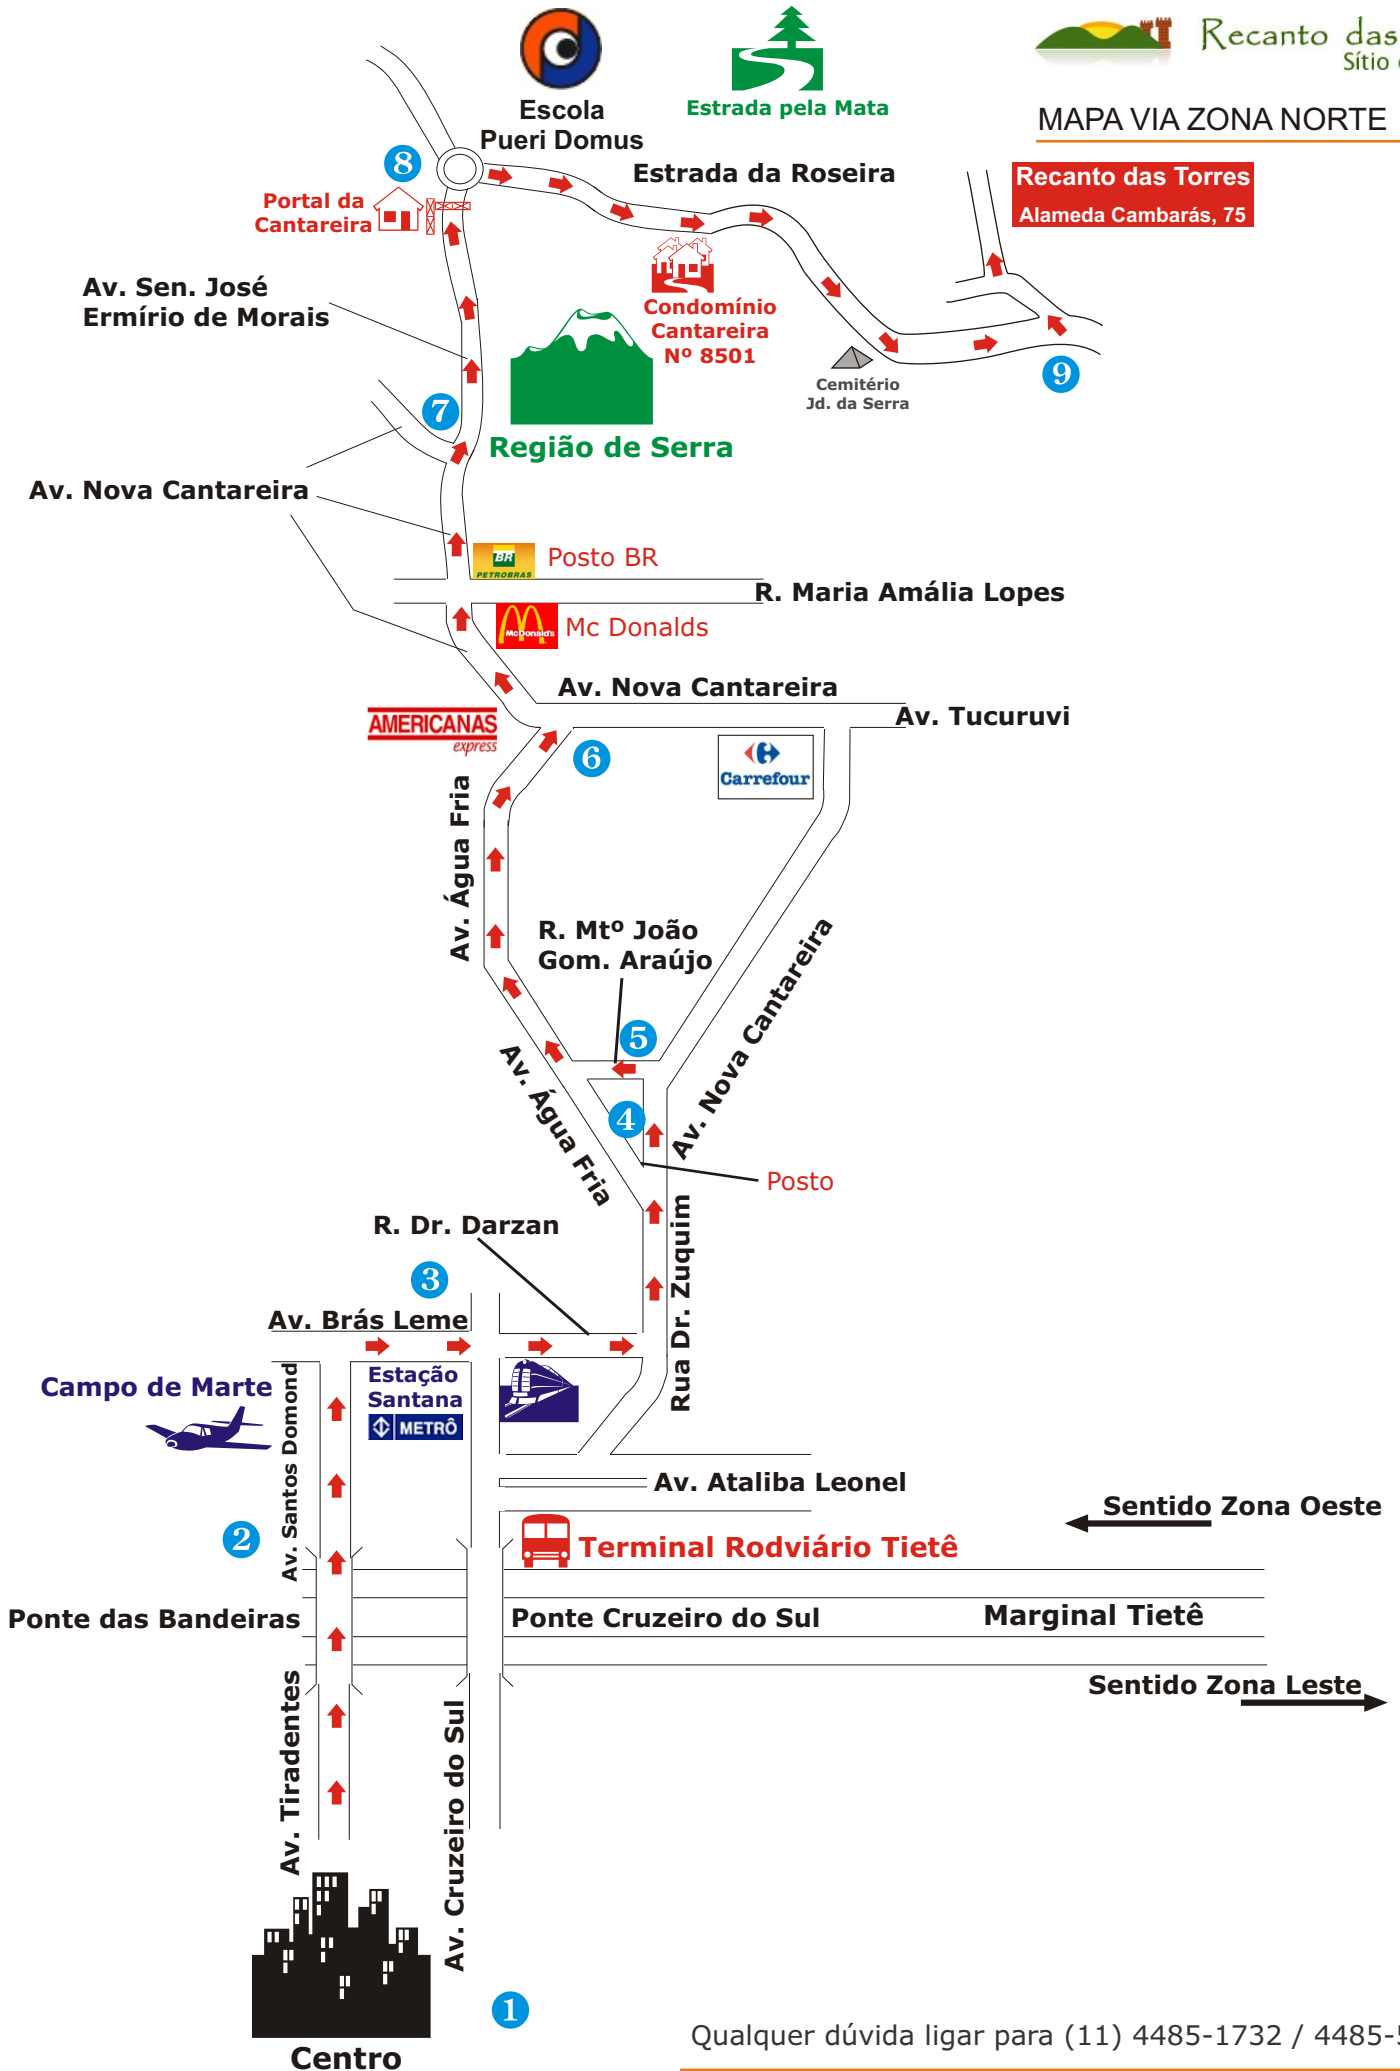 Recanto das
Sítio
MAPA VIA ZONA NORTE
Escola
Pueri Domus
Estrada pela Mata
8
Estrada da Roseira
Recanto das Torres
Alameda Cambarás, 75
Portal da
Cantareira
Av. Sen. José
Ermírio de Morais
Condomínio
Cantareira
Nº 8501
Cemitério
Jd. da Serra
9
7
Região de Serra
Av. Nova Cantareira
BR
PETROBRAS
Posto BR
R. Maria Amália Lopes
McDonald's
Mc Donalds
Av. Nova Cantareira
Av. Tucuruvi
AMERICANAS
express
6
Carrefour
Av. Água Fria
R. Mtº João
Gom. Araújo
5
Av. Nova Cantareira
Av. Água Fria
4
Posto
R. Dr. Darzan
Rua Dr. Zuquim
3
Av. Brás Leme
Campo de Marte
Estação
Santana
METRÔ
Av. Santos Domond
Av. Ataliba Leonel
Sentido Zona Oeste
2
Terminal Rodviário Tietê
Ponte das Bandeiras
Ponte Cruzeiro do Sul
Marginal Tietê
Sentido Zona Leste
Av. Tiradentes
Av. Cruzeiro do Sul
1
Centro
Qualquer dúvida ligar para (11) 4485-1732 / 4485-